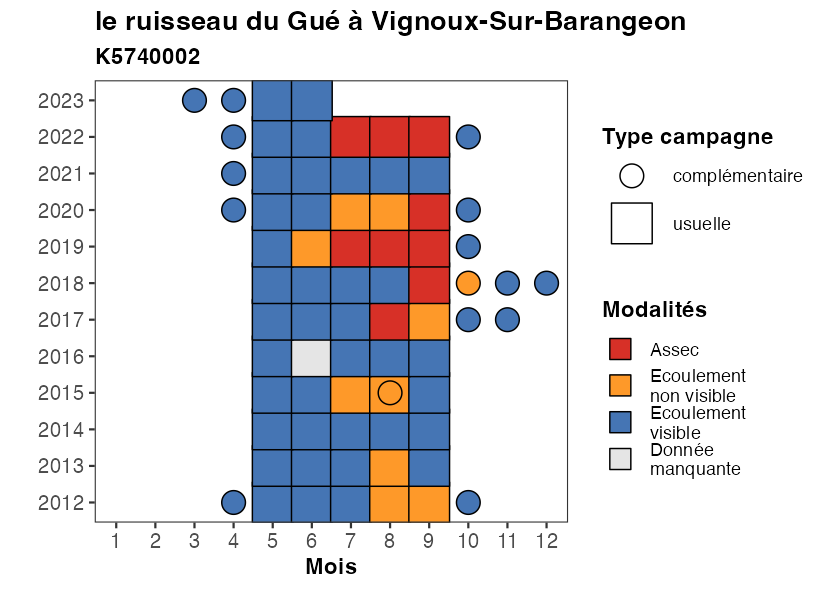 le ruisseau du Gué à Vignoux-Sur-Barangeon
K5740002
2023
2022
2021
2020
2019
2018
2017
2016
2015
2014
2013
2012
1 2 3 4 5 6 7 8 9 10 11 12
Mois
Type campagne
complémentaire
usuelle
Modalités
Assec
Ecoulement
non visible
Ecoulement
visible
Donnée
manquante